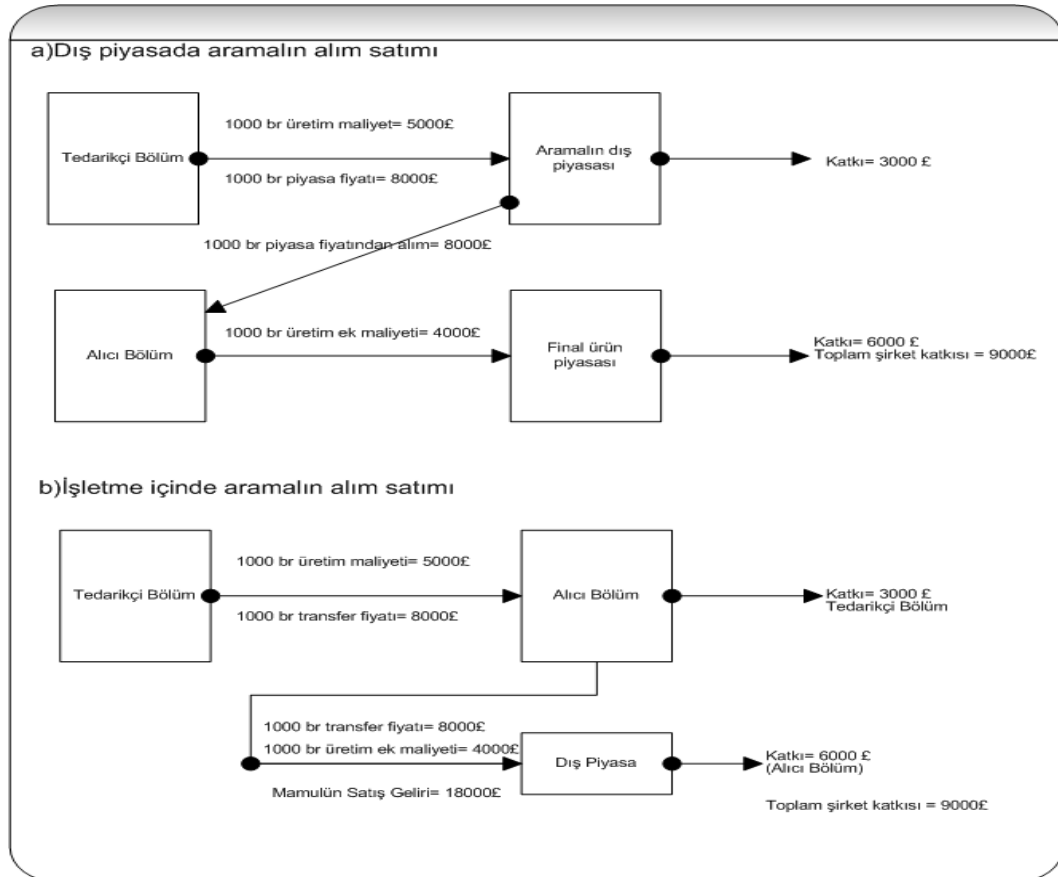 a)Dış piyasada aramalın alım satımı
1000 br üretim maliyet= 5000£
Tedarikçi Bölüm
Aramalın dış
piyasası
Katkı= 3000 £
1000 br piyasa fiyatı= 8000£
1000 br piyasa fiyatından alım= 8000£
1000 br üretim ek maliyeti= 4000£
Alıcı Bölüm
Final ürün
piyasası
Katkı= 6000 £
Toplam şirket katkısı = 9000£
b)İşletme içinde aramalın alım satımı
1000 br üretim maliyeti= 5000£
Tedarikçi Bölüm
Alıcı Bölüm
Katkı= 3000 £
Tedarikçi Bölüm
1000 br transfer fiyatı= 8000£
1000 br transfer fiyatı= 8000£
1000 br üretim ek maliyeti= 4000£
Dış Piyasa
Katkı= 6000 £
(Alıcı Bölüm)
Mamulün Satış Geliri= 18000£
Toplam şirket katkısı = 9000£